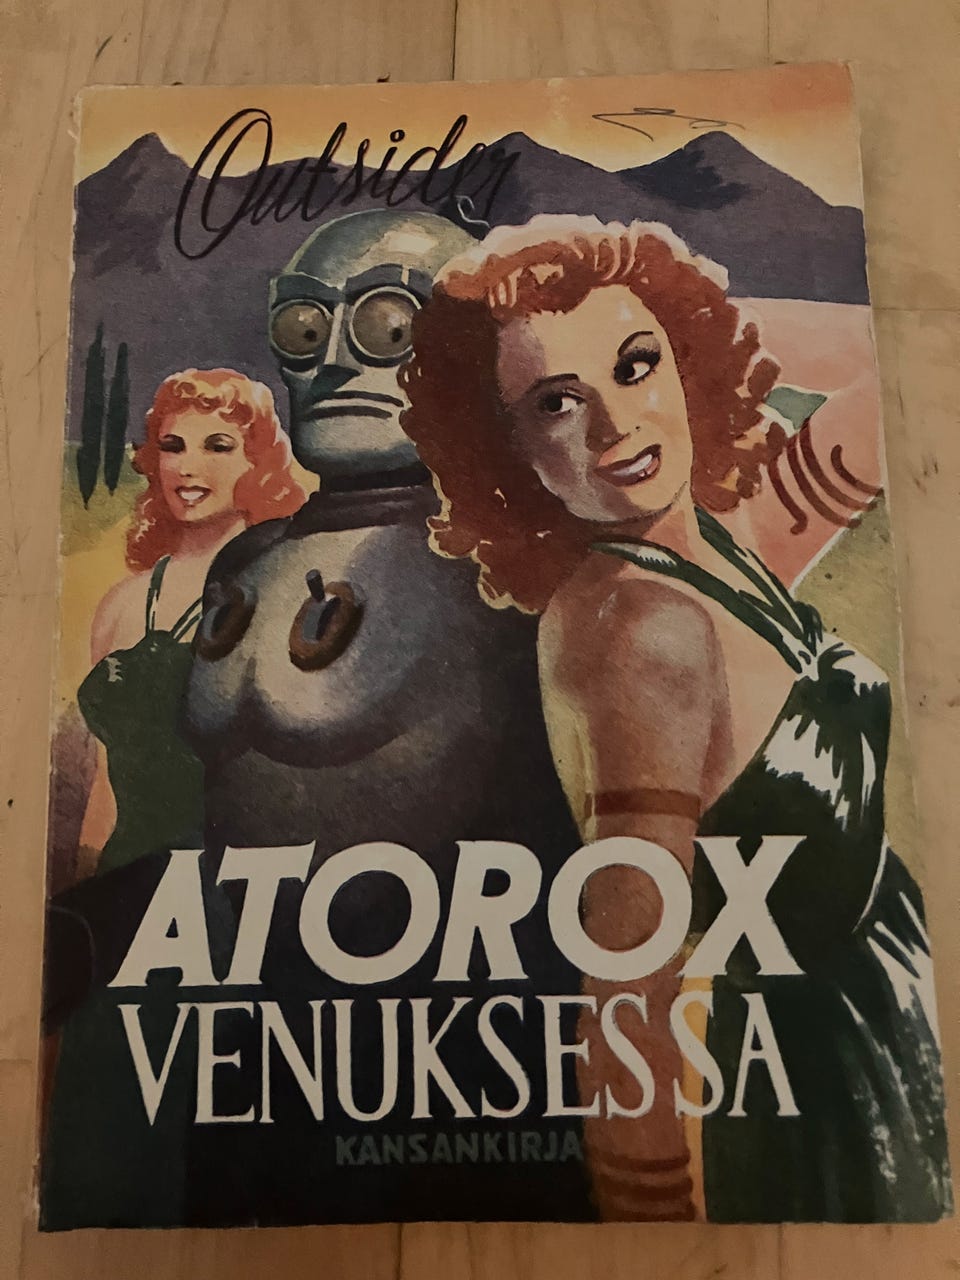 Outsider
ATOROX
VENUKSESSA
KANSANKIRJA